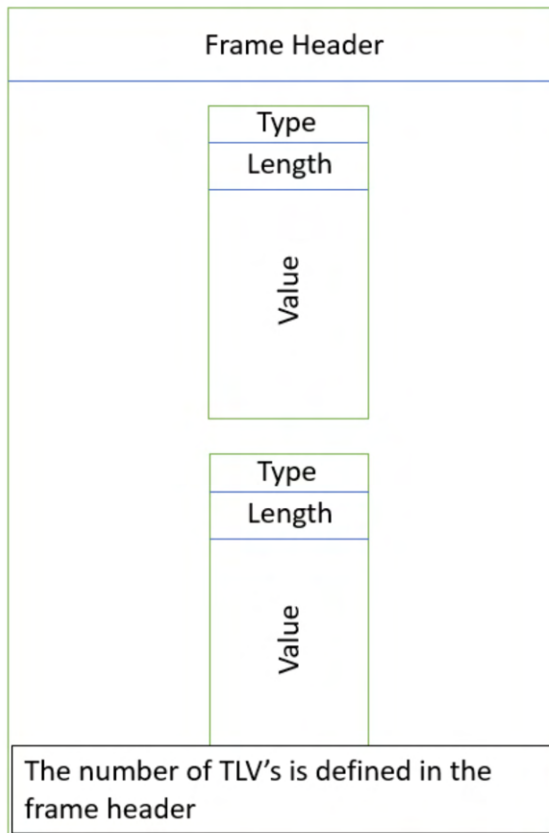 Frame Header
Type
Length
Value
Type
Length
Value
The number of TLV's is defined in the
frame header